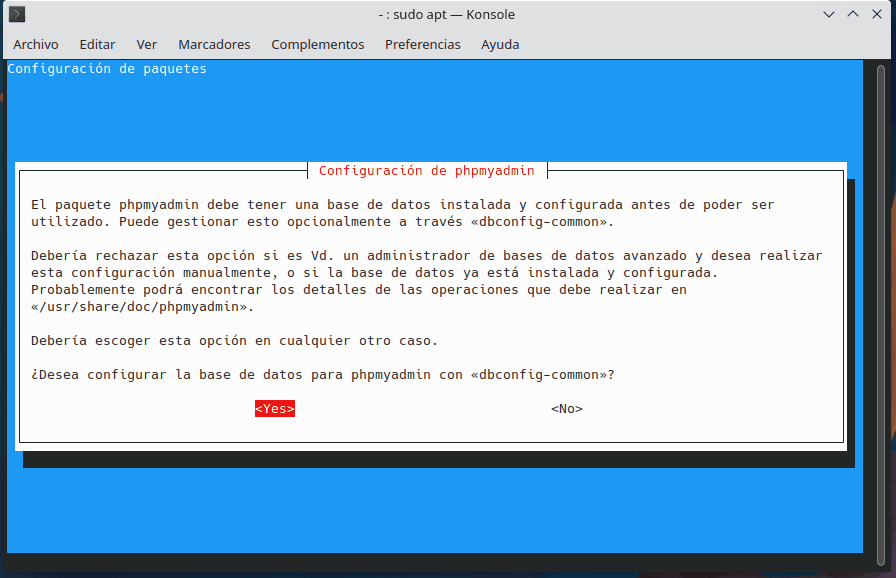 - : sudo apt — Konsole
Archivo Editar Ver Marcadores Complementos Preferencias Ayuda
Configuración de paquetes
Configuración de phpmyadmin
El paquete phpmyadmin debe tener una base de datos instalada y configurada antes de poder ser
utilizado. Puede gestionar esto opcionalmente a través «dbconfig-common».
Debería rechazar esta opción si es Vd. un administrador de bases de datos avanzado y desea realizar
esta configuración manualmente, o si la base de datos ya está instalada y configurada.
Probablemente podrá encontrar los detalles de las operaciones que debe realizar en
«/usr/share/doc/phpmyadmin».
Debería escoger esta opción en cualquier otro caso.
¿Desea configurar la base de datos para phpmyadmin con «dbconfig-common»?
<Yes> <No>